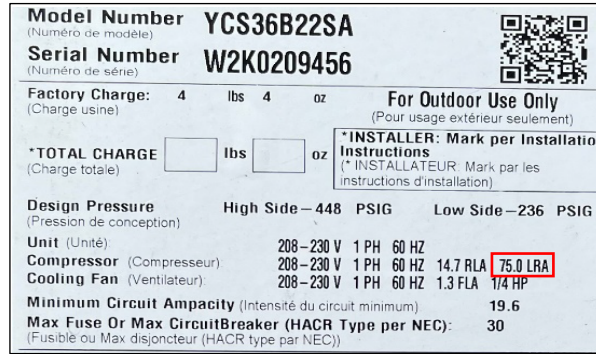 Model Number YCS36B22SA
(Numéro de modèle)
Serial Number W2K0209456
(Numéro de série)
Factory Charge: 4 lbs 4 oz For Outdoor Use Only
(Charge usine) (Pour usage extérieur seulement)
*INSTALLER: Mark per Installatio
*TOTAL CHARGE lbs oz Instructions
(Charge totale) (* INSTALLATEUR: Mark par les
instructions d'installation)
Design Pressure High Side–448 PSIG Low Side–236 PSIG
(Pression de conception)
Unit (Unité): 208–230 V 1 PH 60 HZ
Compressor (Compresseur): 208–230 V 1 PH 60 HZ 14.7 RLA 75.0 LRA
Cooling Fan (Ventilateur): 208–230 V 1 PH 60 HZ 1.3 FLA 1/4 HP
Minimum Circuit Ampacity (Intensité du circuit minimum) 19.6
Max Fuse Or Max CircuitBreaker (HACR Type per NEC): 30
(Fusible ou Max disjoncteur (HACR type par NEC))